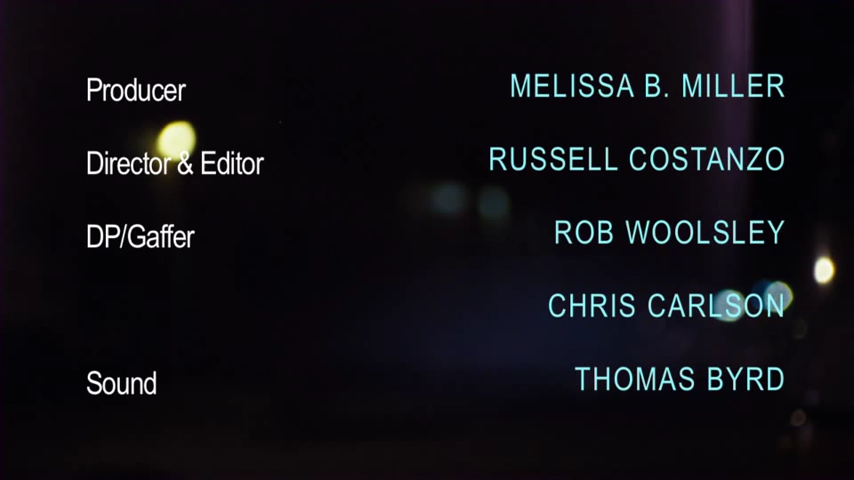 Producer MELISSA B. MILLER
Director & Editor RUSSELL COSTANZO
DP/Gaffer ROB WOOLSLEY
CHRIS CARLSON
Sound THOMAS BYRD